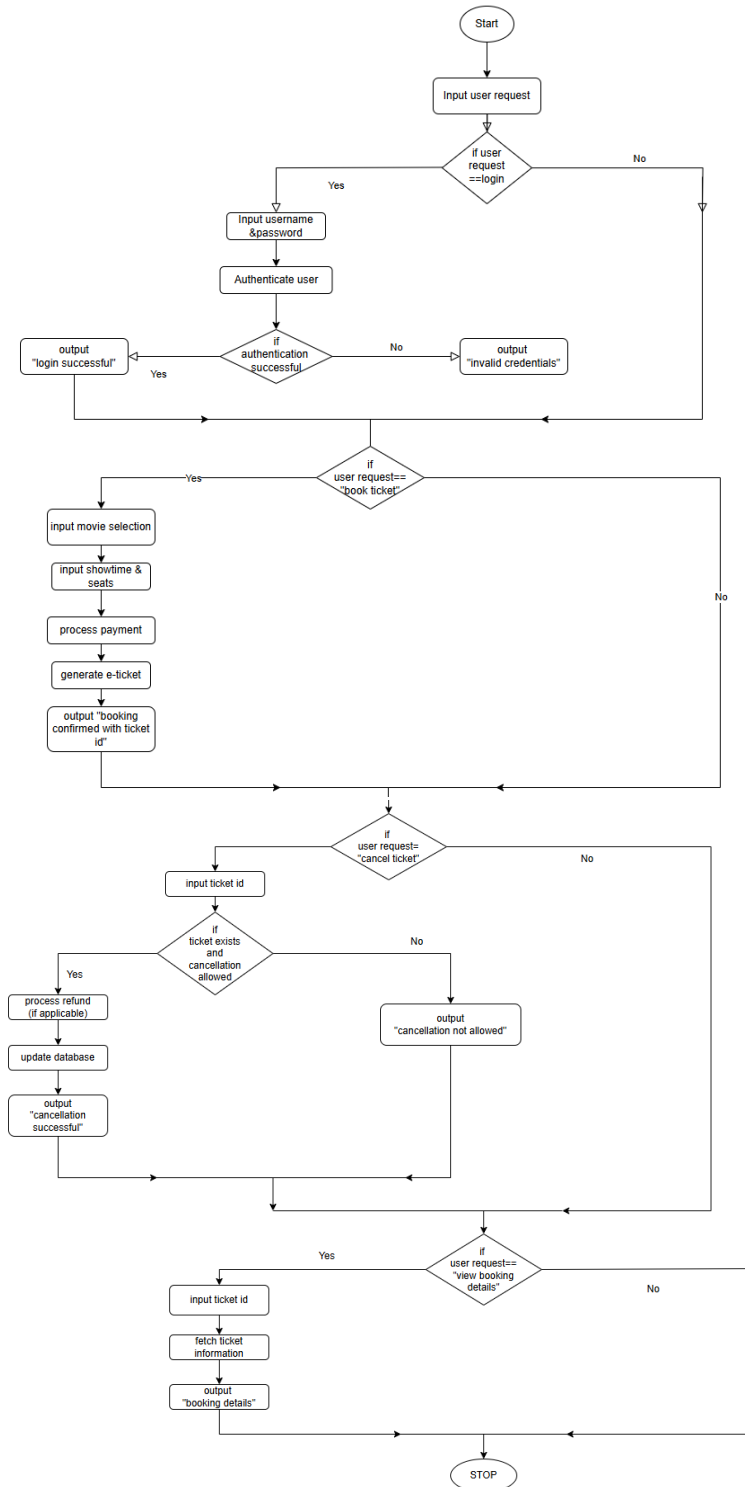 Start
Input user request
if user
request
==login
No
Yes
Input username
&password
Authenticate user
if
authentication
successful
output
"login successful"
Yes
No
output
"invalid credentials"
if
user request==
"book ticket"
Yes
No
input movie selection
input showtime &
seats
process payment
generate e-ticket
output "booking
confirmed with ticket
id"
if
user request=
"cancel ticket"
No
input ticket id
if
ticket exists
and
cancellation
allowed
Yes
No
process refund
(if applicable)
output
"cancellation not allowed"
update database
output
"cancellation
successful"
if
user request==
"view booking
details"
Yes
No
input ticket id
fetch ticket
information
output
"booking details"
STOP